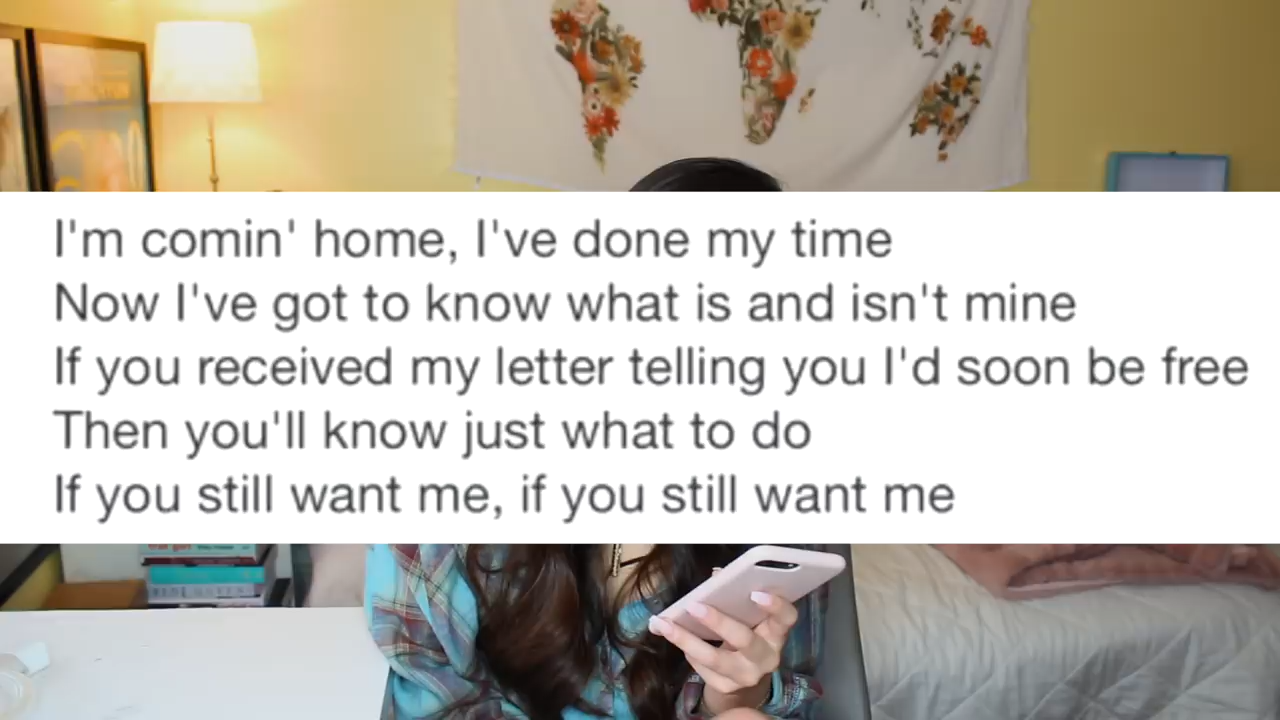 I'm comin' home, I've done my time
Now I've got to know what is and isn't mine
If you received my letter telling you I'd soon be free
Then you'll know just what to do
If you still want me, if you still want me